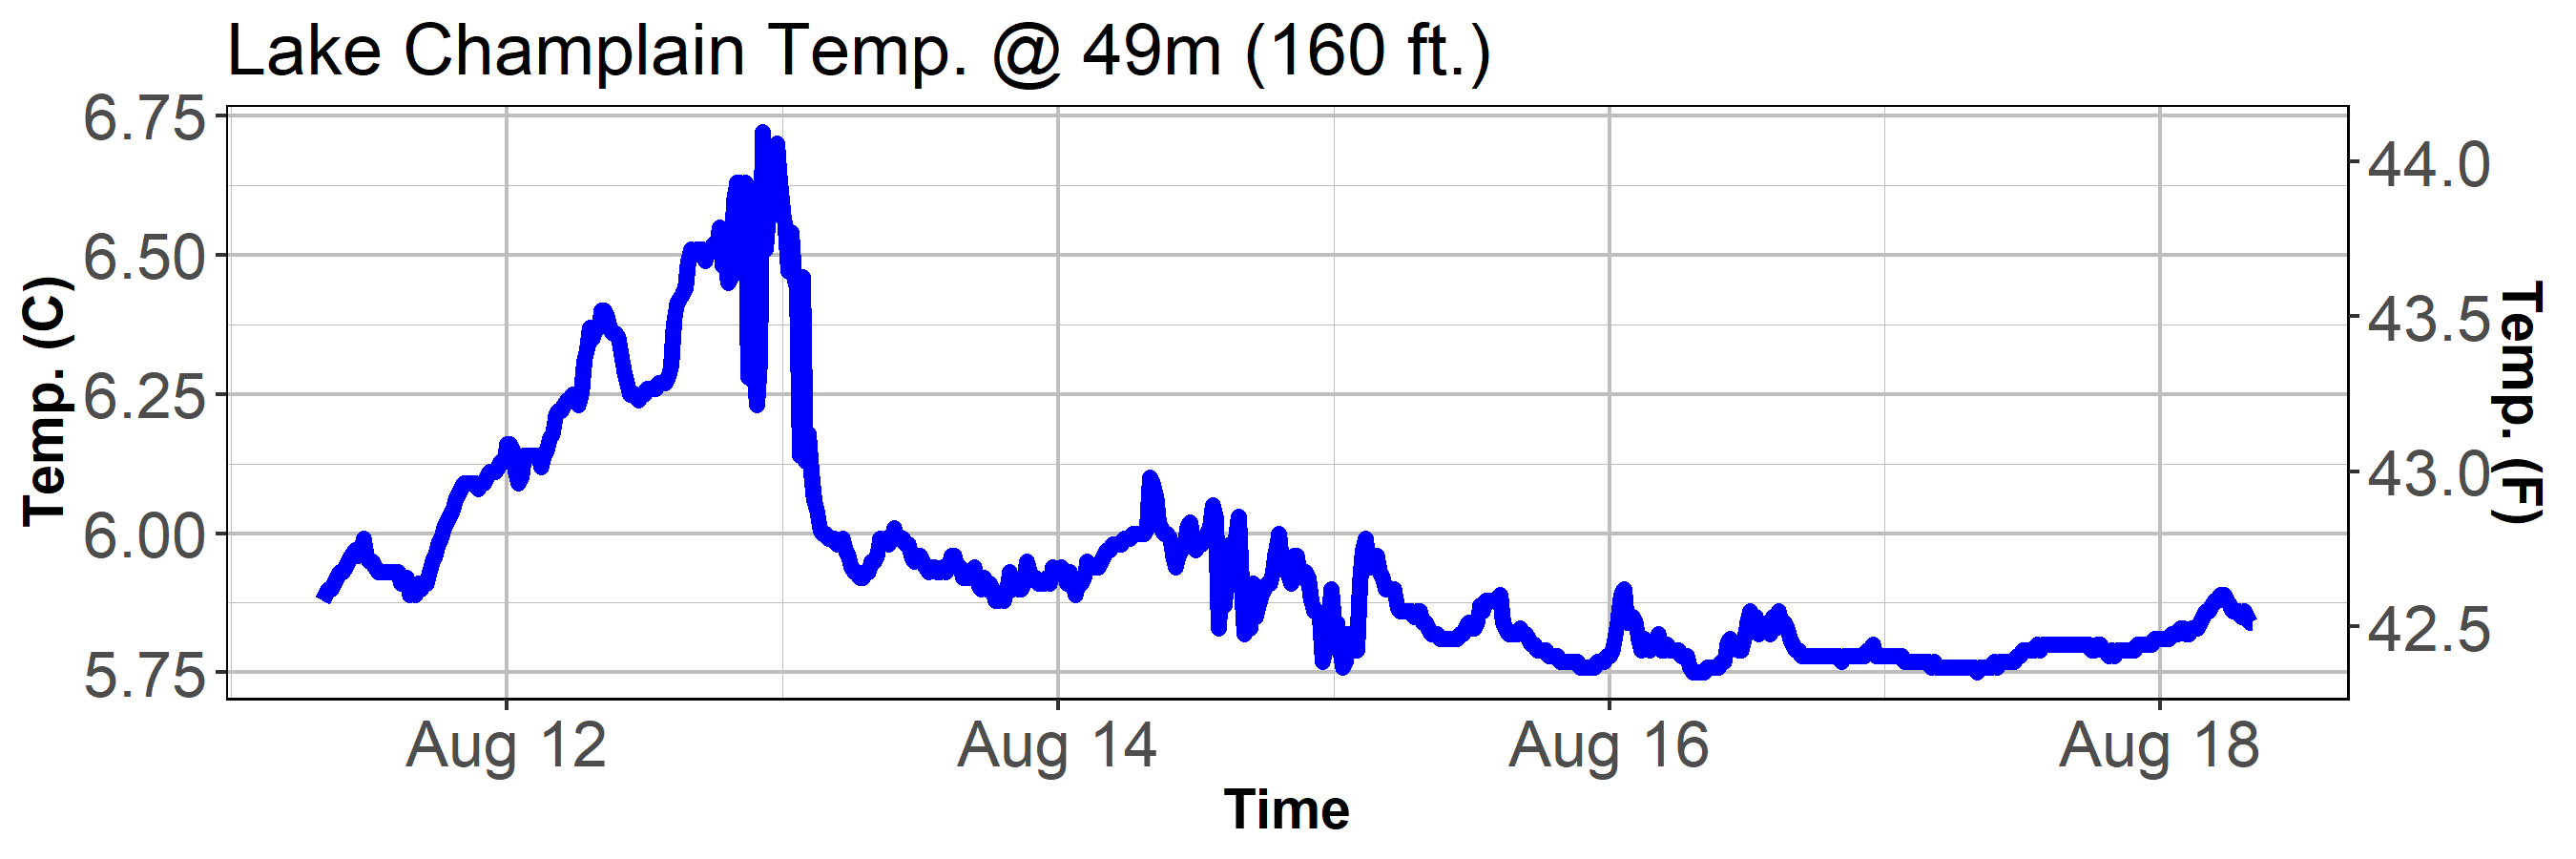 Lake Champlain Temp. @ 49m (160 ft.)
6.75
6.50
6.25
6.00
5.75
Temp. (C)
44.0
43.5
43.0
42.5
Temp. (F)
Aug 12
Aug 14
Aug 16
Aug 18
Time